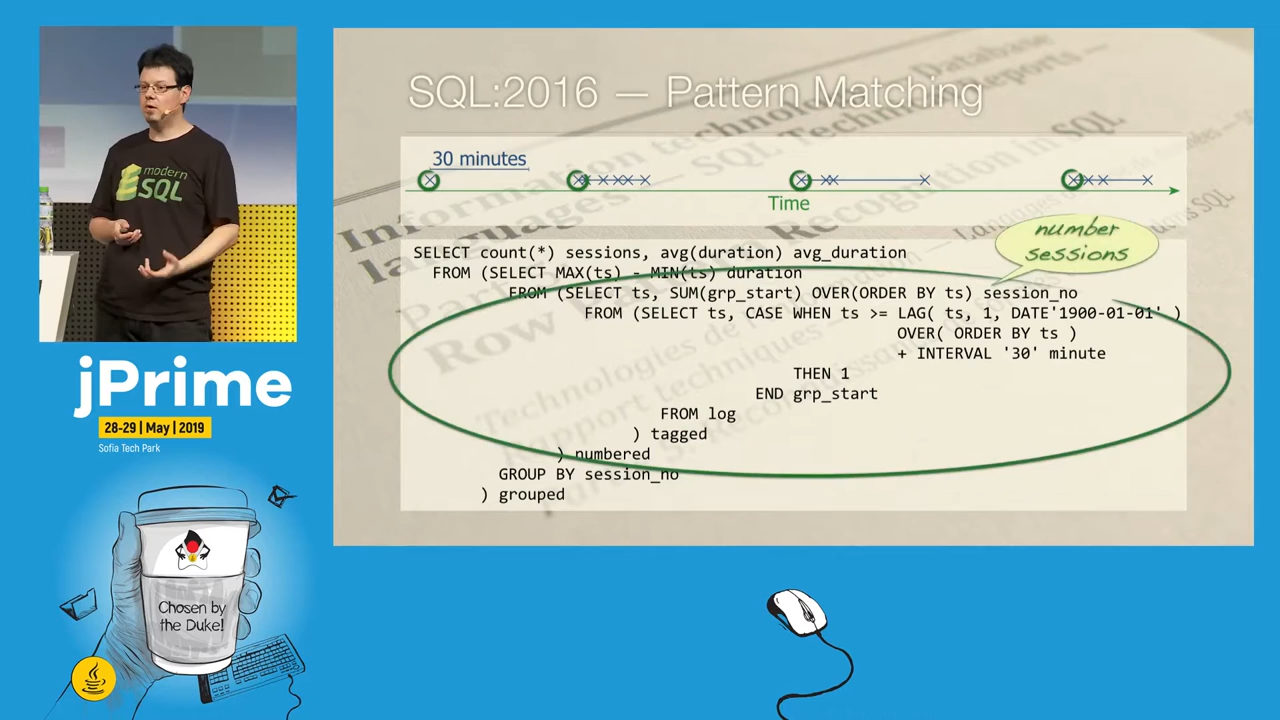 modern
SQL
jPrime
28-29 | May | 2019
Sofia Tech Park
Chosen by
the Duke!
SQL:2016 — Pattern Matching
30 minutes
Time
number
sessions
SELECT count(*) sessions, avg(duration) avg_duration
FROM (SELECT MAX(ts) - MIN(ts) duration
FROM (SELECT ts, SUM(grp_start) OVER(ORDER BY ts) session_no
FROM (SELECT ts, CASE WHEN ts >= LAG( ts, 1, DATE'1900-01-01' )
OVER( ORDER BY ts )
+ INTERVAL '30' minute
THEN 1
END grp_start
FROM log
) tagged
) numbered
GROUP BY session_no
) grouped